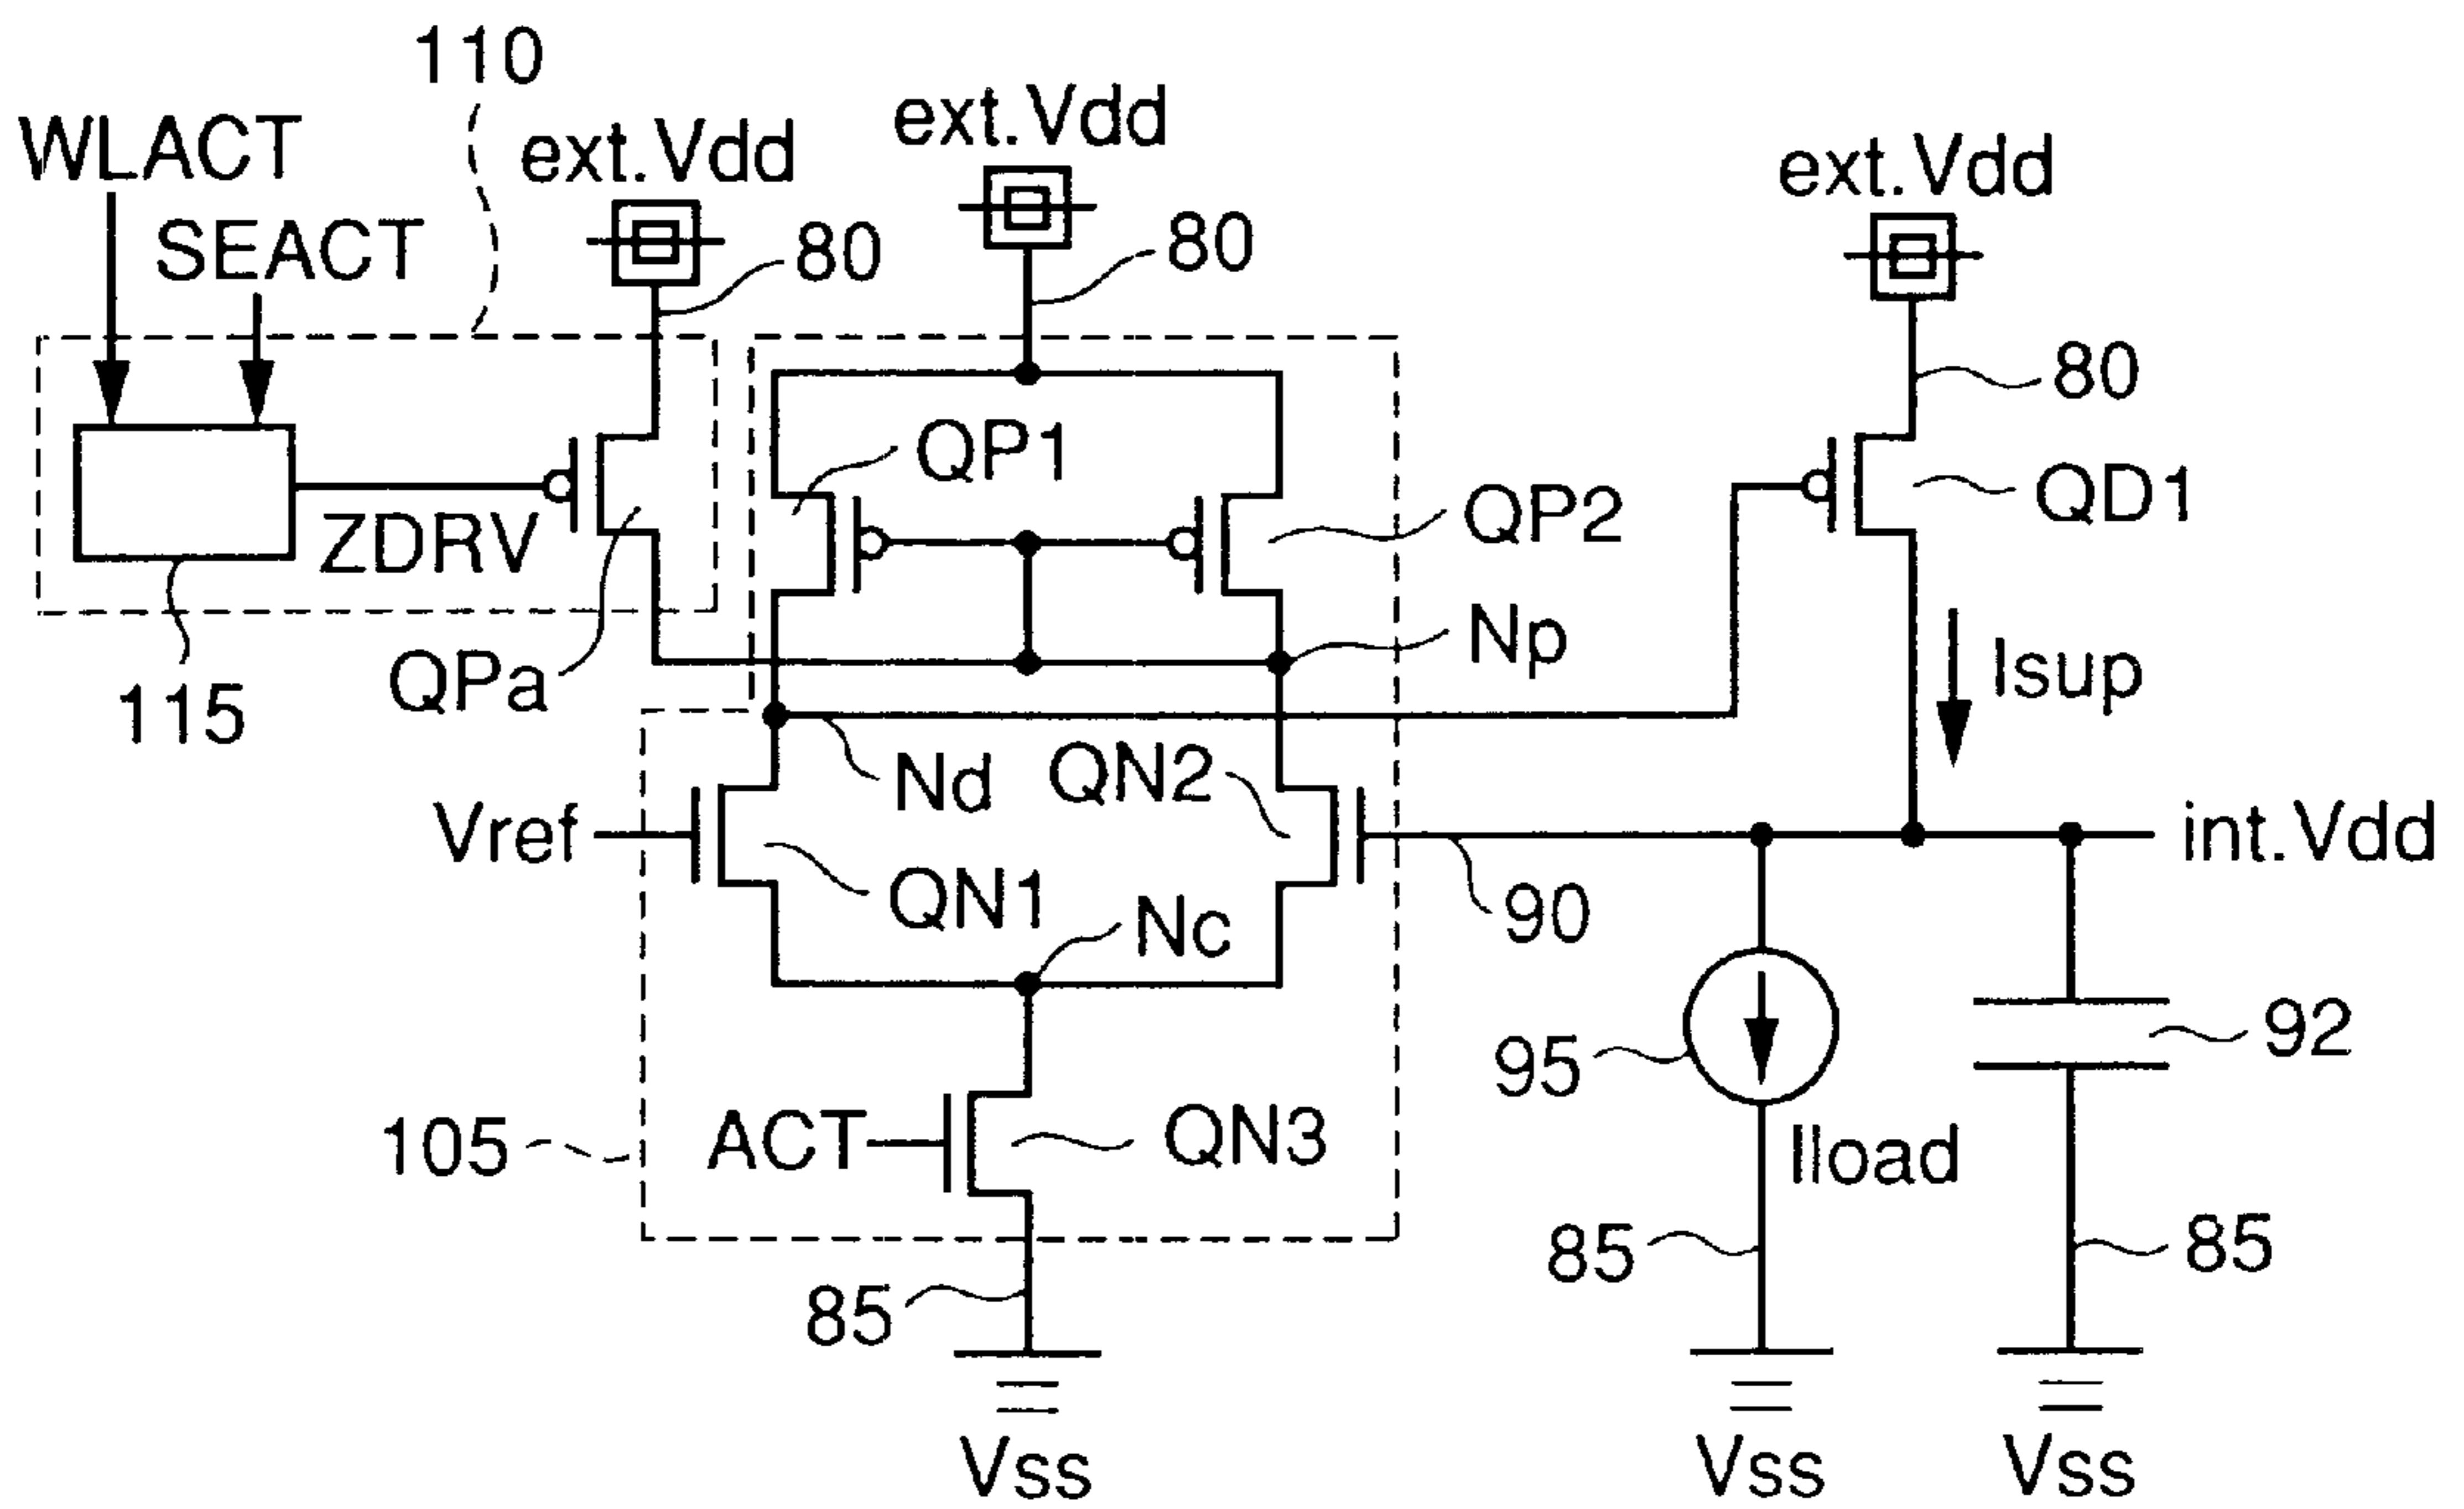 110
WLACT
ext.Vdd
ext.Vdd
ext.Vdd
SEACT
80
80
80
QP1
QP2
QD1
ZDRV
Np
Isup
QPa
115
Nd
QN2
Vref
int.Vdd
QN1
Nc
90
95
92
105
ACT
QN3
Iload
85
85
85
Vss
Vss
Vss